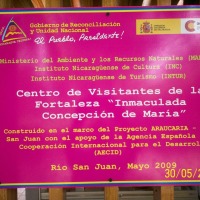 Gobierno de Reconciliación
y Unidad Nacional
El Pueblo, Presidente!
Ministerio del Ambiente y los Recursos Naturales
Instituto Nicaragüense de Cultura (INC)
Instituto Nicaragüense de Turismo (INTUR)
Centro de Visitantes de la
Fortaleza "Inmaculada
Concepción de María"
Construido en el marco del Proyecto ARAUCARIA -
San Juan con el apoyo de la Agencia Española
Cooperación Internacional para el Desarrol
(AECID)
Rio San Juan, Mayo 2009
30/05/2